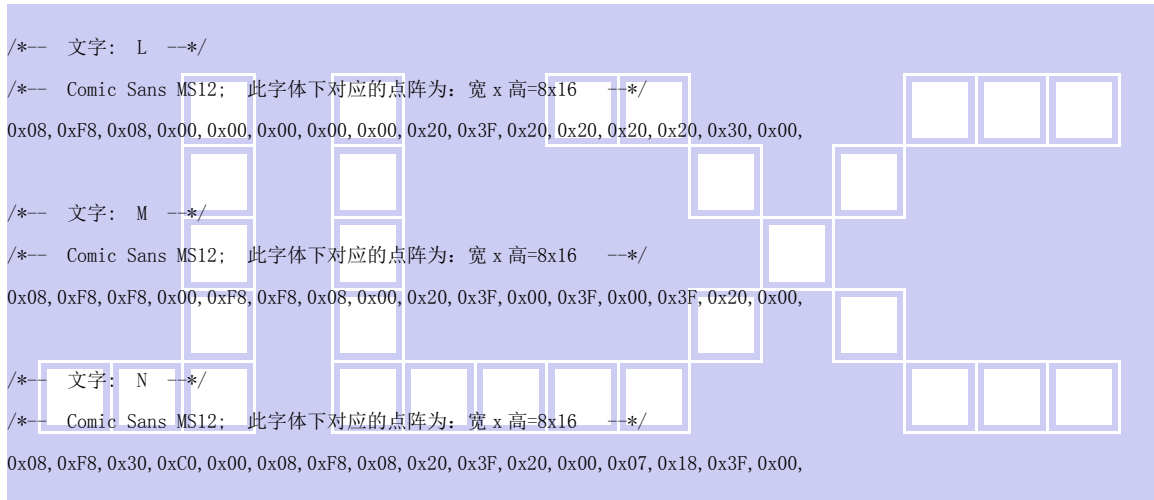 /*--  文字:  L  --*/
/*--  Comic Sans MS12;  此字体下对应的点阵为：宽 x 高=8x16   --*/
0x08,0xF8,0x08,0x00,0x00,0x00,0x00,0x00,0x20,0x3F,0x20,0x20,0x20,0x20,0x30,0x00,
/*--  文字:  M  --*/
/*--  Comic Sans MS12;  此字体下对应的点阵为：宽 x 高=8x16   --*/
0x08,0xF8,0xF8,0x00,0xF8,0xF8,0x08,0x00,0x20,0x3F,0x00,0x3F,0x00,0x3F,0x20,0x00,
/*--  文字:  N  --*/
/*--  Comic Sans MS12;  此字体下对应的点阵为：宽 x 高=8x16   --*/
0x08,0xF8,0x30,0xC0,0x00,0x08,0xF8,0x08,0x20,0x3F,0x20,0x00,0x07,0x18,0x3F,0x00,